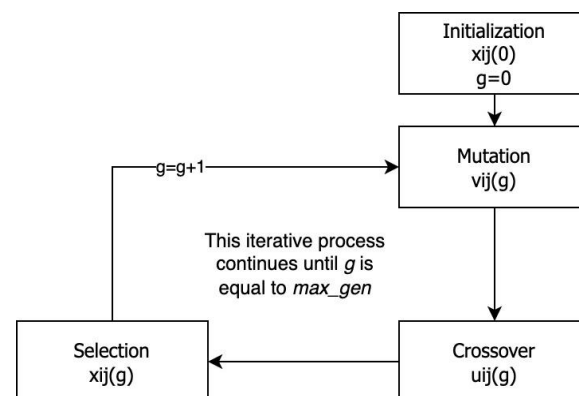 Initialization
xij(0)
g=0
Mutation
vij(g)
g=g+1
This iterative process
continues until g is
equal to max_gen
Selection
xij(g)
Crossover
uij(g)